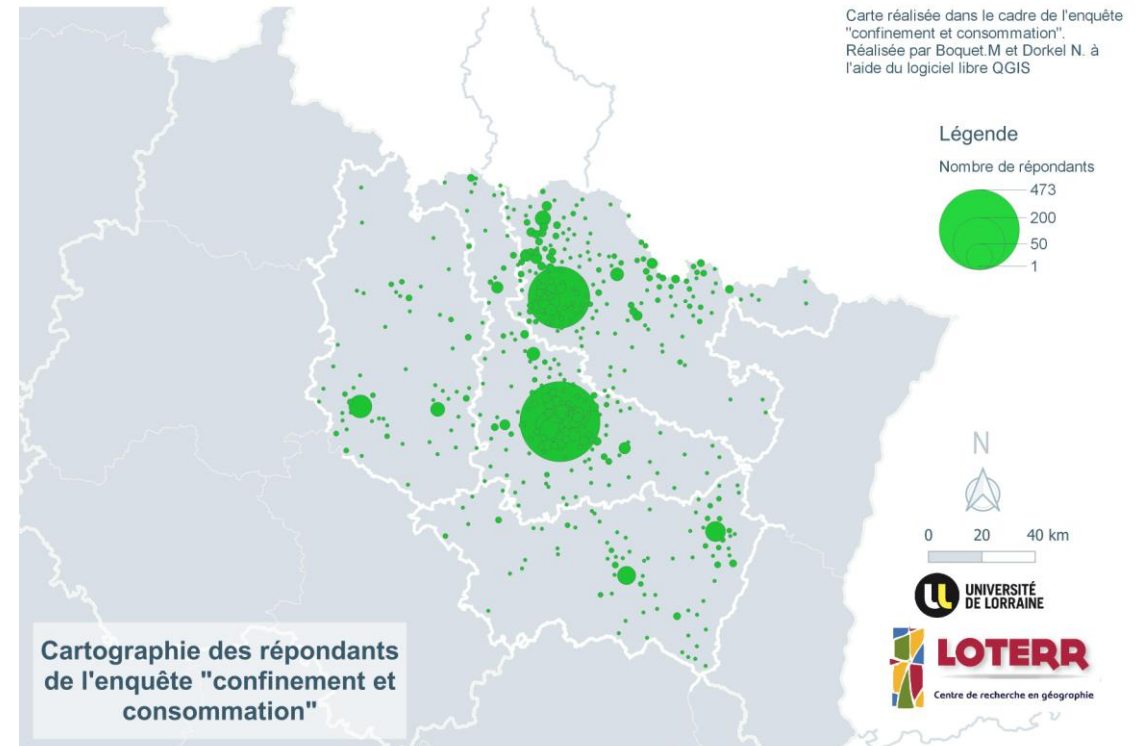 Carte réalisée dans le cadre de l'enquête
"confinement et consommation".
Réalisée par Boquet.M et Dorkel N. à
l'aide du logiciel libre QGIS
Légende
Nombre de répondants
473
200
50
1
N
0 20 40 km
UNIVERSITÉ
DE LORRAINE
LOTERR
Centre de recherche en géographie
Cartographie des répondants
de l'enquête "confinement et
consommation"